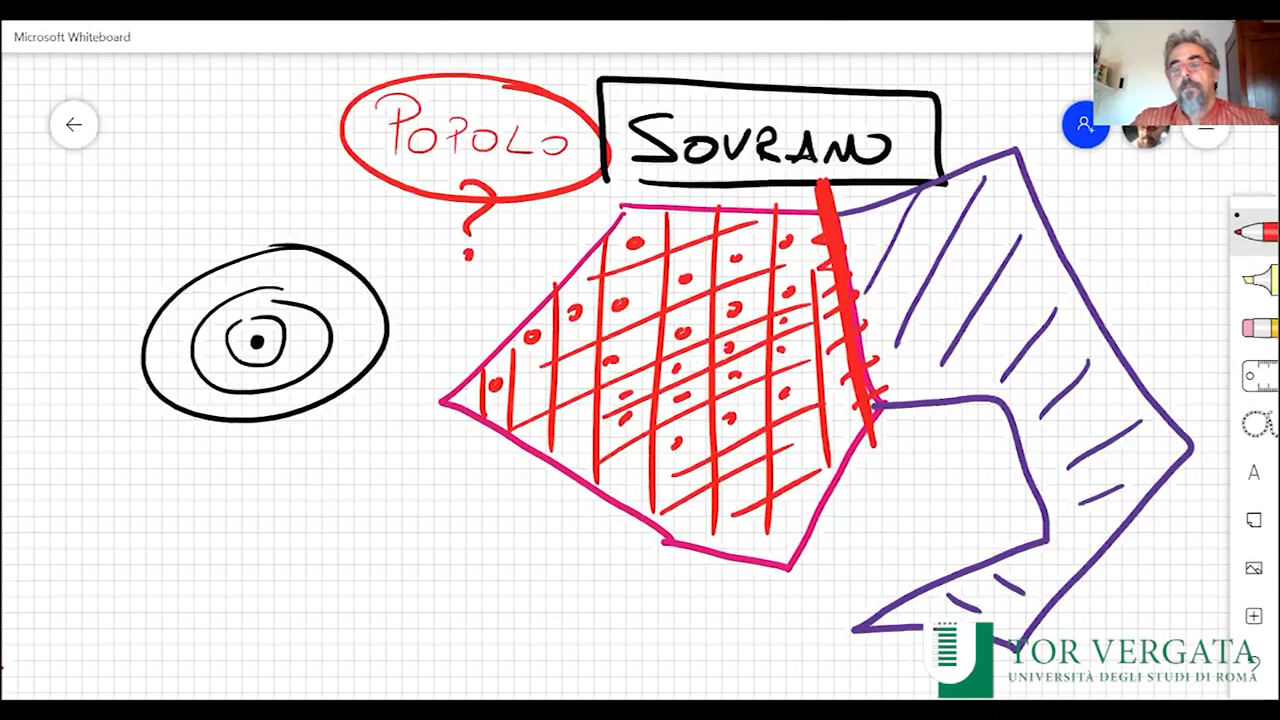 Microsoft Whiteboard
POPOLO SOVRANO
?
A
TOR VERGATA
UNIVERSITÀ DEGLI STUDI DI ROMA